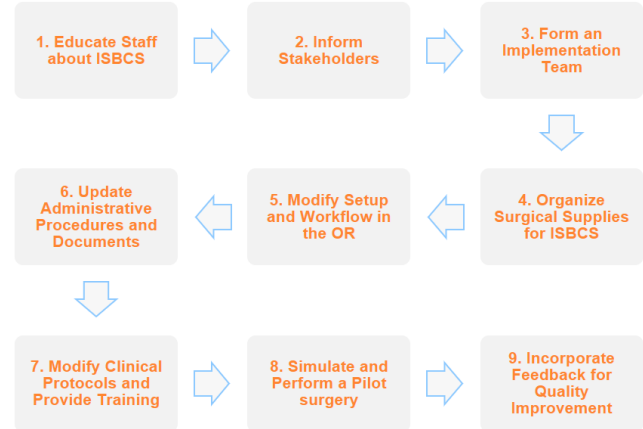 1. Educate Staff
about ISBCS
2. Inform
Stakeholders
3. Form an
Implementation
Team
4. Organize
Surgical Supplies
for ISBCS
5. Modify Setup
and Workflow in
the OR
6. Update
Administrative
Procedures and
Documents
7. Modify Clinical
Protocols and
Provide Training
8. Simulate and
Perform a Pilot
surgery
9. Incorporate
Feedback for
Quality
Improvement